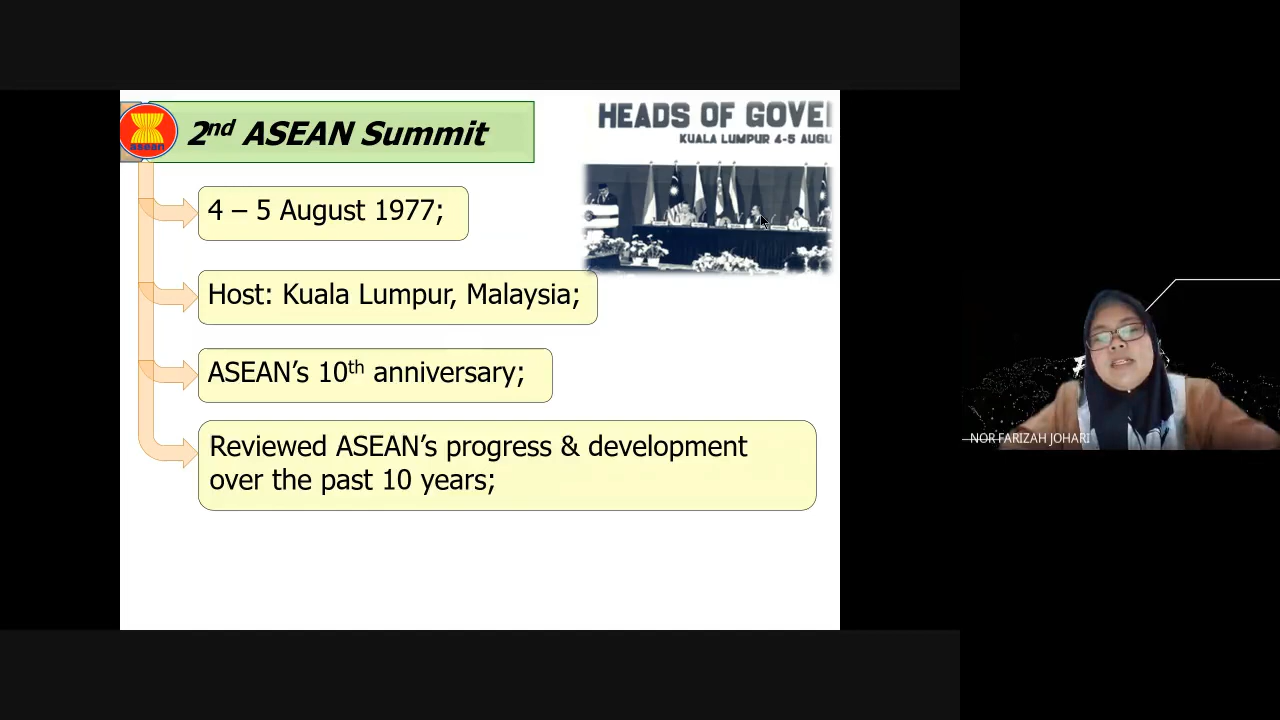 2nd ASEAN Summit
asean
HEADS OF GOVE
KUALA LUMPUR 4-5 AUGU
4 – 5 August 1977;
Host: Kuala Lumpur, Malaysia;
ASEAN’s 10th anniversary;
Reviewed ASEAN’s progress & development
over the past 10 years;
NOR FARIZAH JOHARI